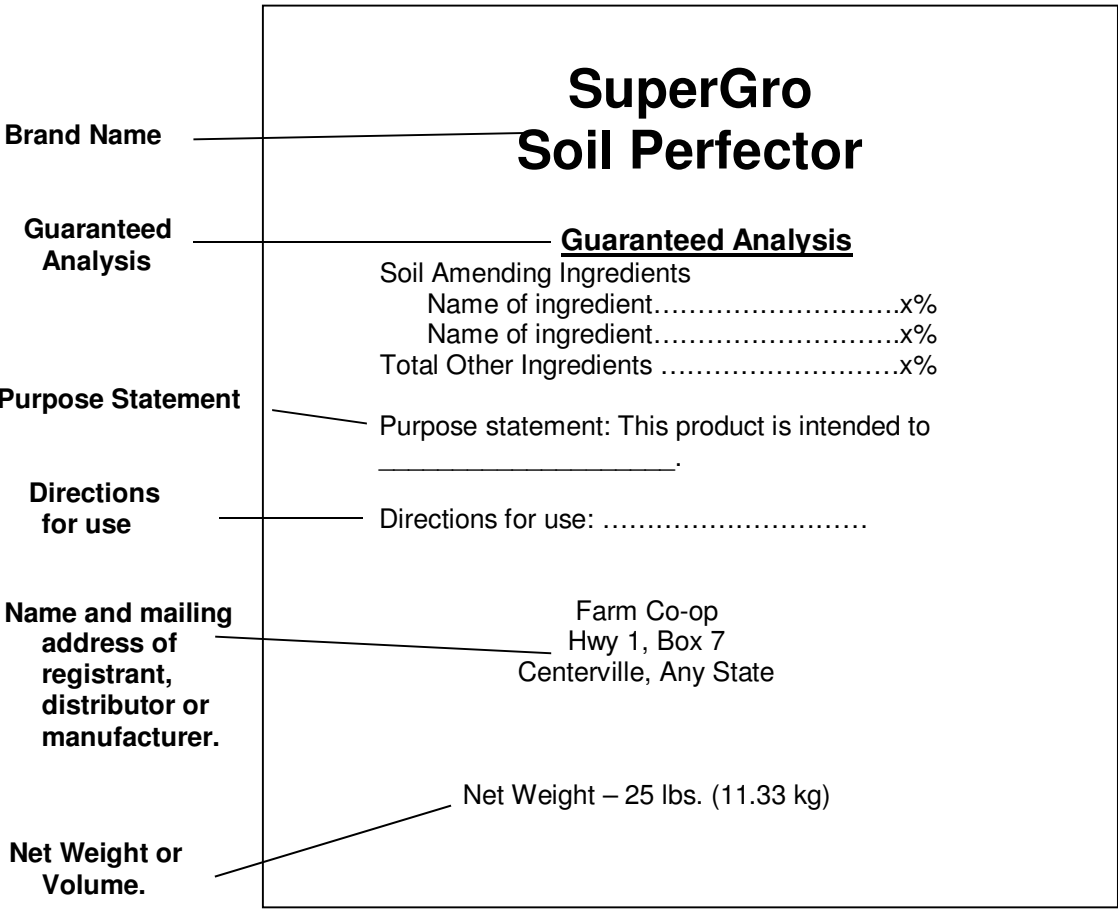 SuperGro
Soil Perfector
Brand Name
Guaranteed
Analysis
Guaranteed Analysis
Soil Amending Ingredients
Name of ingredient……………………….x%
Name of ingredient……………………….x%
Total Other Ingredients ………………………x%
Purpose Statement
Purpose statement: This product is intended to
_____________________.
Directions
for use
Directions for use: …………………………
Name and mailing
address of
registrant,
distributor or
manufacturer.
Farm Co-op
Hwy 1, Box 7
Centerville, Any State
Net Weight – 25 lbs. (11.33 kg)
Net Weight or
Volume.